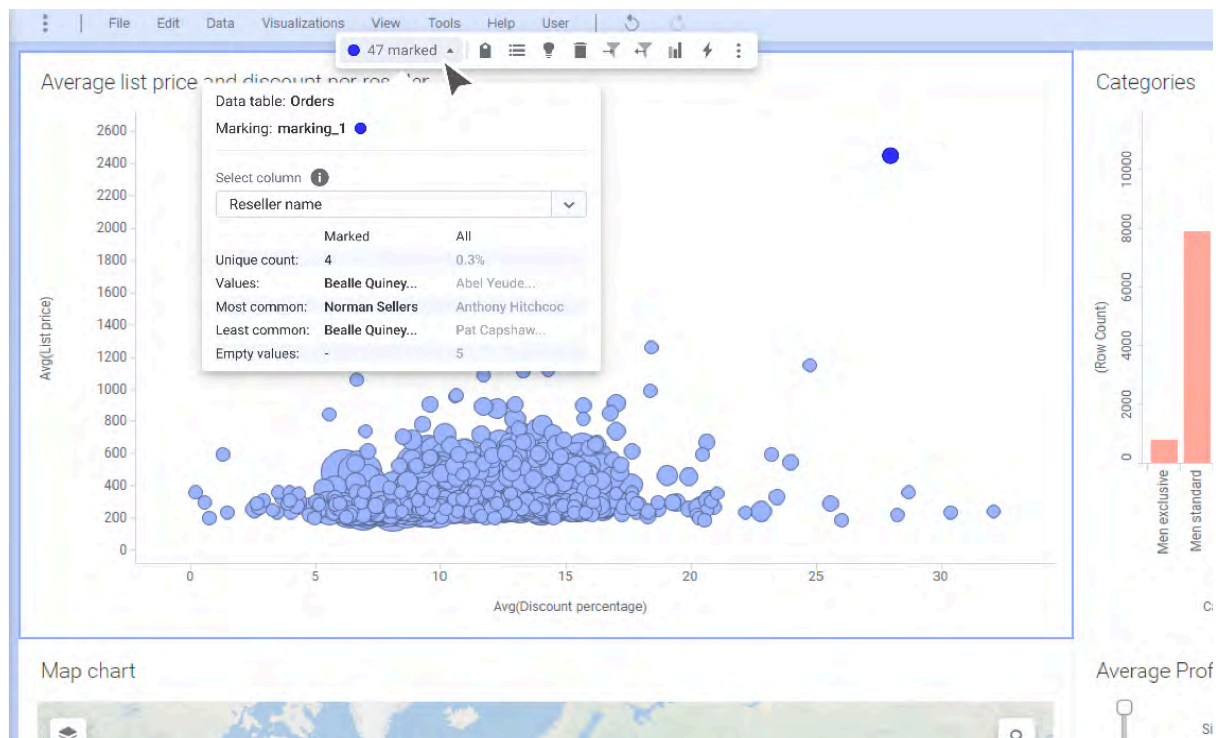 File Edit Data Visualizations View Tools Help User
47 marked
Average list price and discount per reseller
Data table: Orders
Marking: marking_1
Select column
Reseller name
Marked All
Unique count: 4 0.3%
Values: Bealle Quiney... Abel Yeude...
Most common: Norman Sellers Anthony Hitchcoc
Least common: Bealle Quiney... Pat Capshaw...
Empty values: - 5
Avg(List price)
2600
2400
2200
2000
1800
1600
1400
1200
1000
800
600
400
200
0
0 5 10 15 20 25 30
Avg(Discount percentage)
Categories
(Row Count)
10000
8000
6000
4000
2000
0
Men exclusive
Men standard
Ca
Map chart
Average Prof
Si